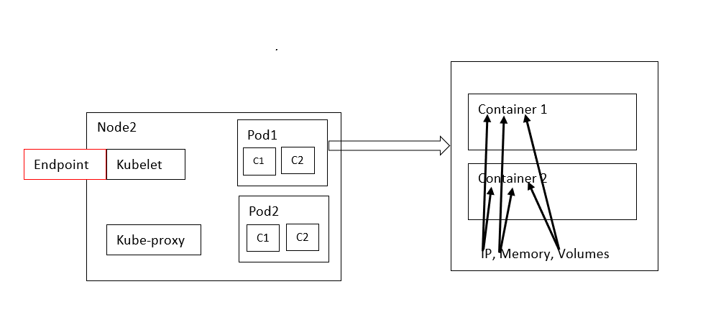 Node2
Endpoint
Kubelet
Kube-proxy
Pod1
C1
C2
Pod2
C1
C2
Container 1
Container 2
IP, Memory, Volumes